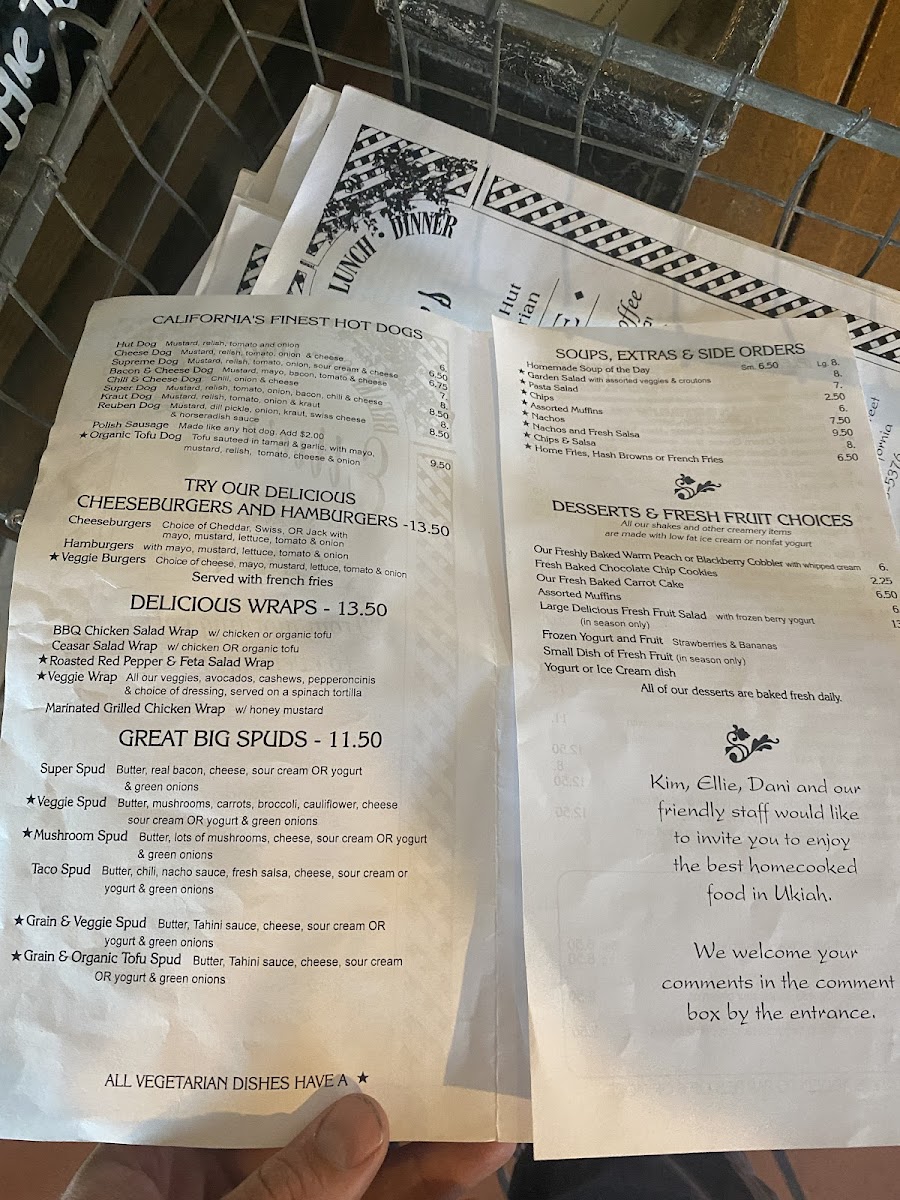 LUNCH • DINNER
Hut
CALIFORNIA'S FINEST HOT DOGS
Hut Dog Mustard, relish, tomato and onion 6.
Cheese Dog Mustard, relish, tomato, onion & cheese 6.50
Supreme Dog Mustard, relish, tomato, onion, sour cream & cheese 6.75
Bacon & Cheese Dog Mustard, mayo, bacon, tomato & cheese 7.
Chili & Cheese Dog Chili, onion & cheese 8.
Super Dog Mustard, relish, tomato, onion, bacon, chili & cheese 8.50
Kraut Dog Mustard, relish, tomato, onion & kraut 8.
Reuben Dog Mustard, dill pickle, onion, kraut, swiss cheese 8.50
& horseradish sauce
Polish Sausage Made like any hot dog. Add $2.00
★ Organic Tofu Dog Tofu sauteed in tamari & garlic, with mayo,
mustard, relish, tomato, cheese & onion 9.50
TRY OUR DELICIOUS
CHEESEBURGERS AND HAMBURGERS -13.50
Cheeseburgers Choice of Cheddar, Swiss, OR Jack with
mayo, mustard, lettuce, tomato & onion
Hamburgers with mayo, mustard, lettuce, tomato & onion
★ Veggie Burgers Choice of cheese, mayo, mustard, lettuce, tomato & onion
Served with french fries
DELICIOUS WRAPS - 13.50
BBQ Chicken Salad Wrap w/ chicken or organic tofu
Ceasar Salad Wrap w/ chicken OR organic tofu
★Roasted Red Pepper & Feta Salad Wrap
★Veggie Wrap All our veggies, avocados, cashews, pepperoncinis
& choice of dressing, served on a spinach tortilla
Marinated Grilled Chicken Wrap w/ honey mustard
GREAT BIG SPUDS - 11.50
Super Spud Butter, real bacon, cheese, sour cream OR yogurt
& green onions
★Veggie Spud Butter, mushrooms, carrots, broccoli, cauliflower, cheese
sour cream OR yogurt & green onions
★Mushroom Spud Butter, lots of mushrooms, cheese, sour cream OR yogurt
& green onions
Taco Spud Butter, chili, nacho sauce, fresh salsa, cheese, sour cream or
yogurt & green onions
★Grain & Veggie Spud Butter, Tahini sauce, cheese, sour cream OR
yogurt & green onions
★Grain & Organic Tofu Spud Butter, Tahini sauce, cheese, sour cream
OR yogurt & green onions
ALL VEGETARIAN DISHES HAVE A ★
SOUPS, EXTRAS & SIDE ORDERS
Homemade Soup of the Day Sm. 6.50 Lg. 8.
★ Garden Salad with assorted veggies & croutons 8.
★ Pasta Salad 7.
★ Chips 2.50
★ Assorted Muffins 6.
★ Nachos 7.50
★ Nachos and Fresh Salsa 9.50
★ Chips & Salsa 8.
★ Home Fries, Hash Browns or French Fries 6.50
DESSERTS & FRESH FRUIT CHOICES
All our shakes and other creamery items
are made with low fat ice cream or nonfat yogurt
Our Freshly Baked Warm Peach or Blackberry Cobbler with whipped cream 6.
Fresh Baked Chocolate Chip Cookies 2.25
Our Fresh Baked Carrot Cake 6.50
Assorted Muffins 6.
Large Delicious Fresh Fruit Salad with frozen berry yogurt
(in season only)
Frozen Yogurt and Fruit Strawberries & Bananas
Small Dish of Fresh Fruit (in season only)
Yogurt or Ice Cream dish
All of our desserts are baked fresh daily.
Kim, Ellie, Dani and our
friendly staff would like
to invite you to enjoy
the best homecooked
food in Ukiah.
We welcome your
comments in the comment
box by the entrance.